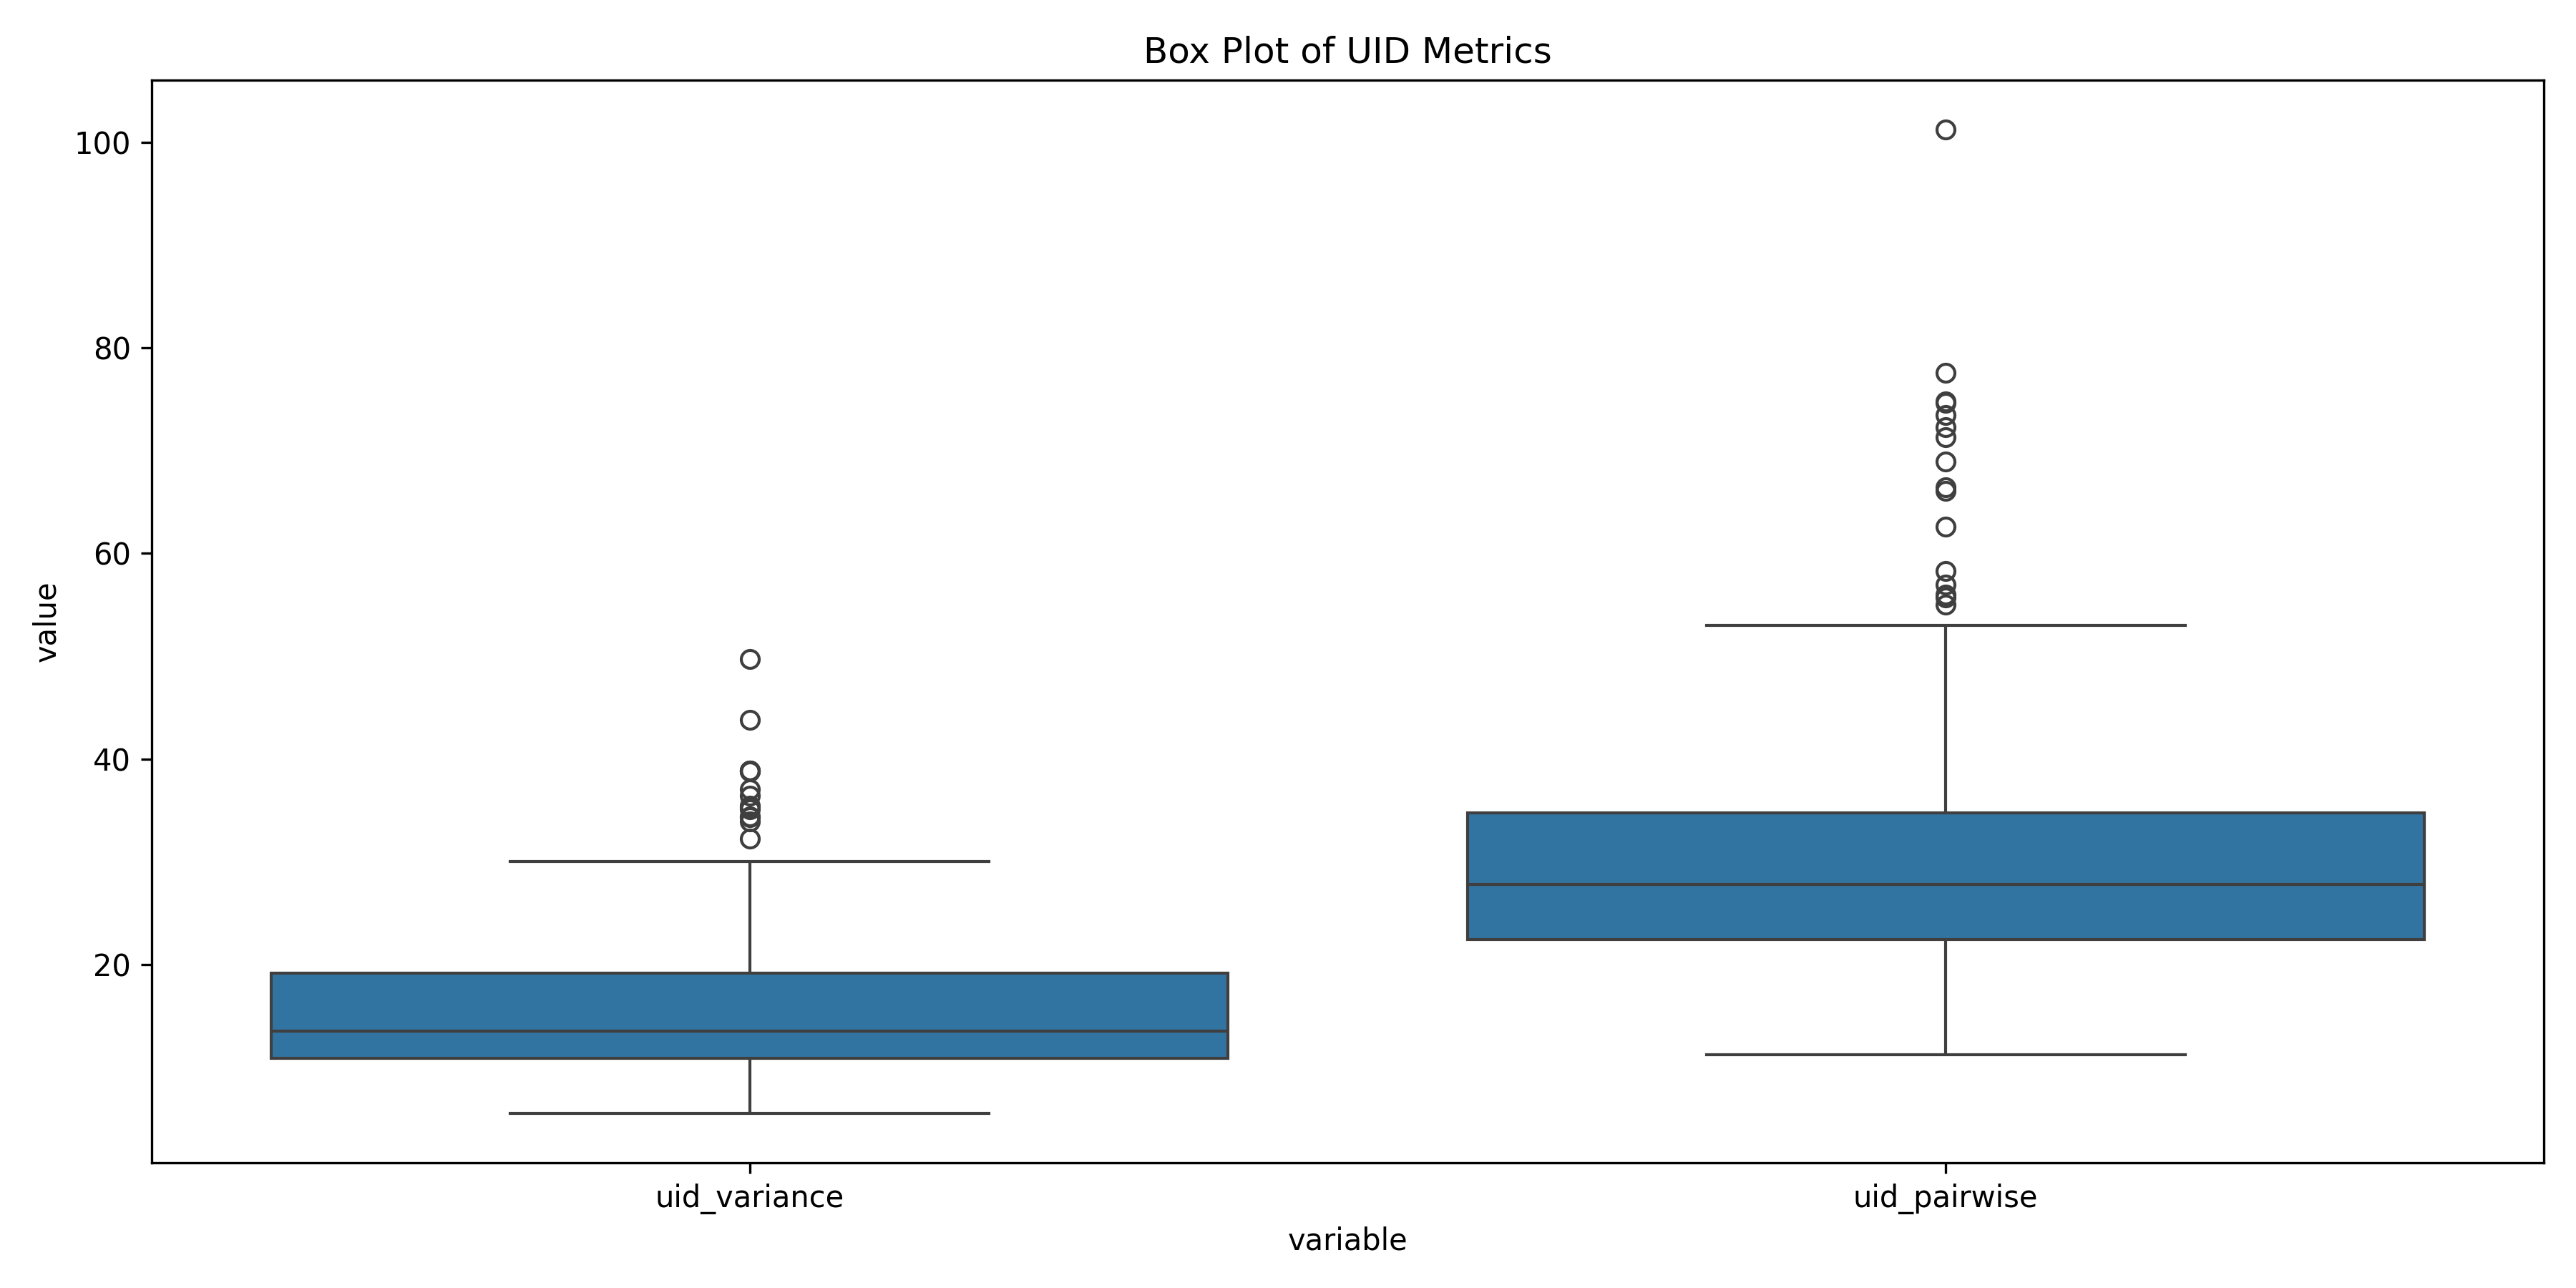 Box Plot of UID Metrics
100
80
60
40
20
value
uid_variance
uid_pairwise
variable